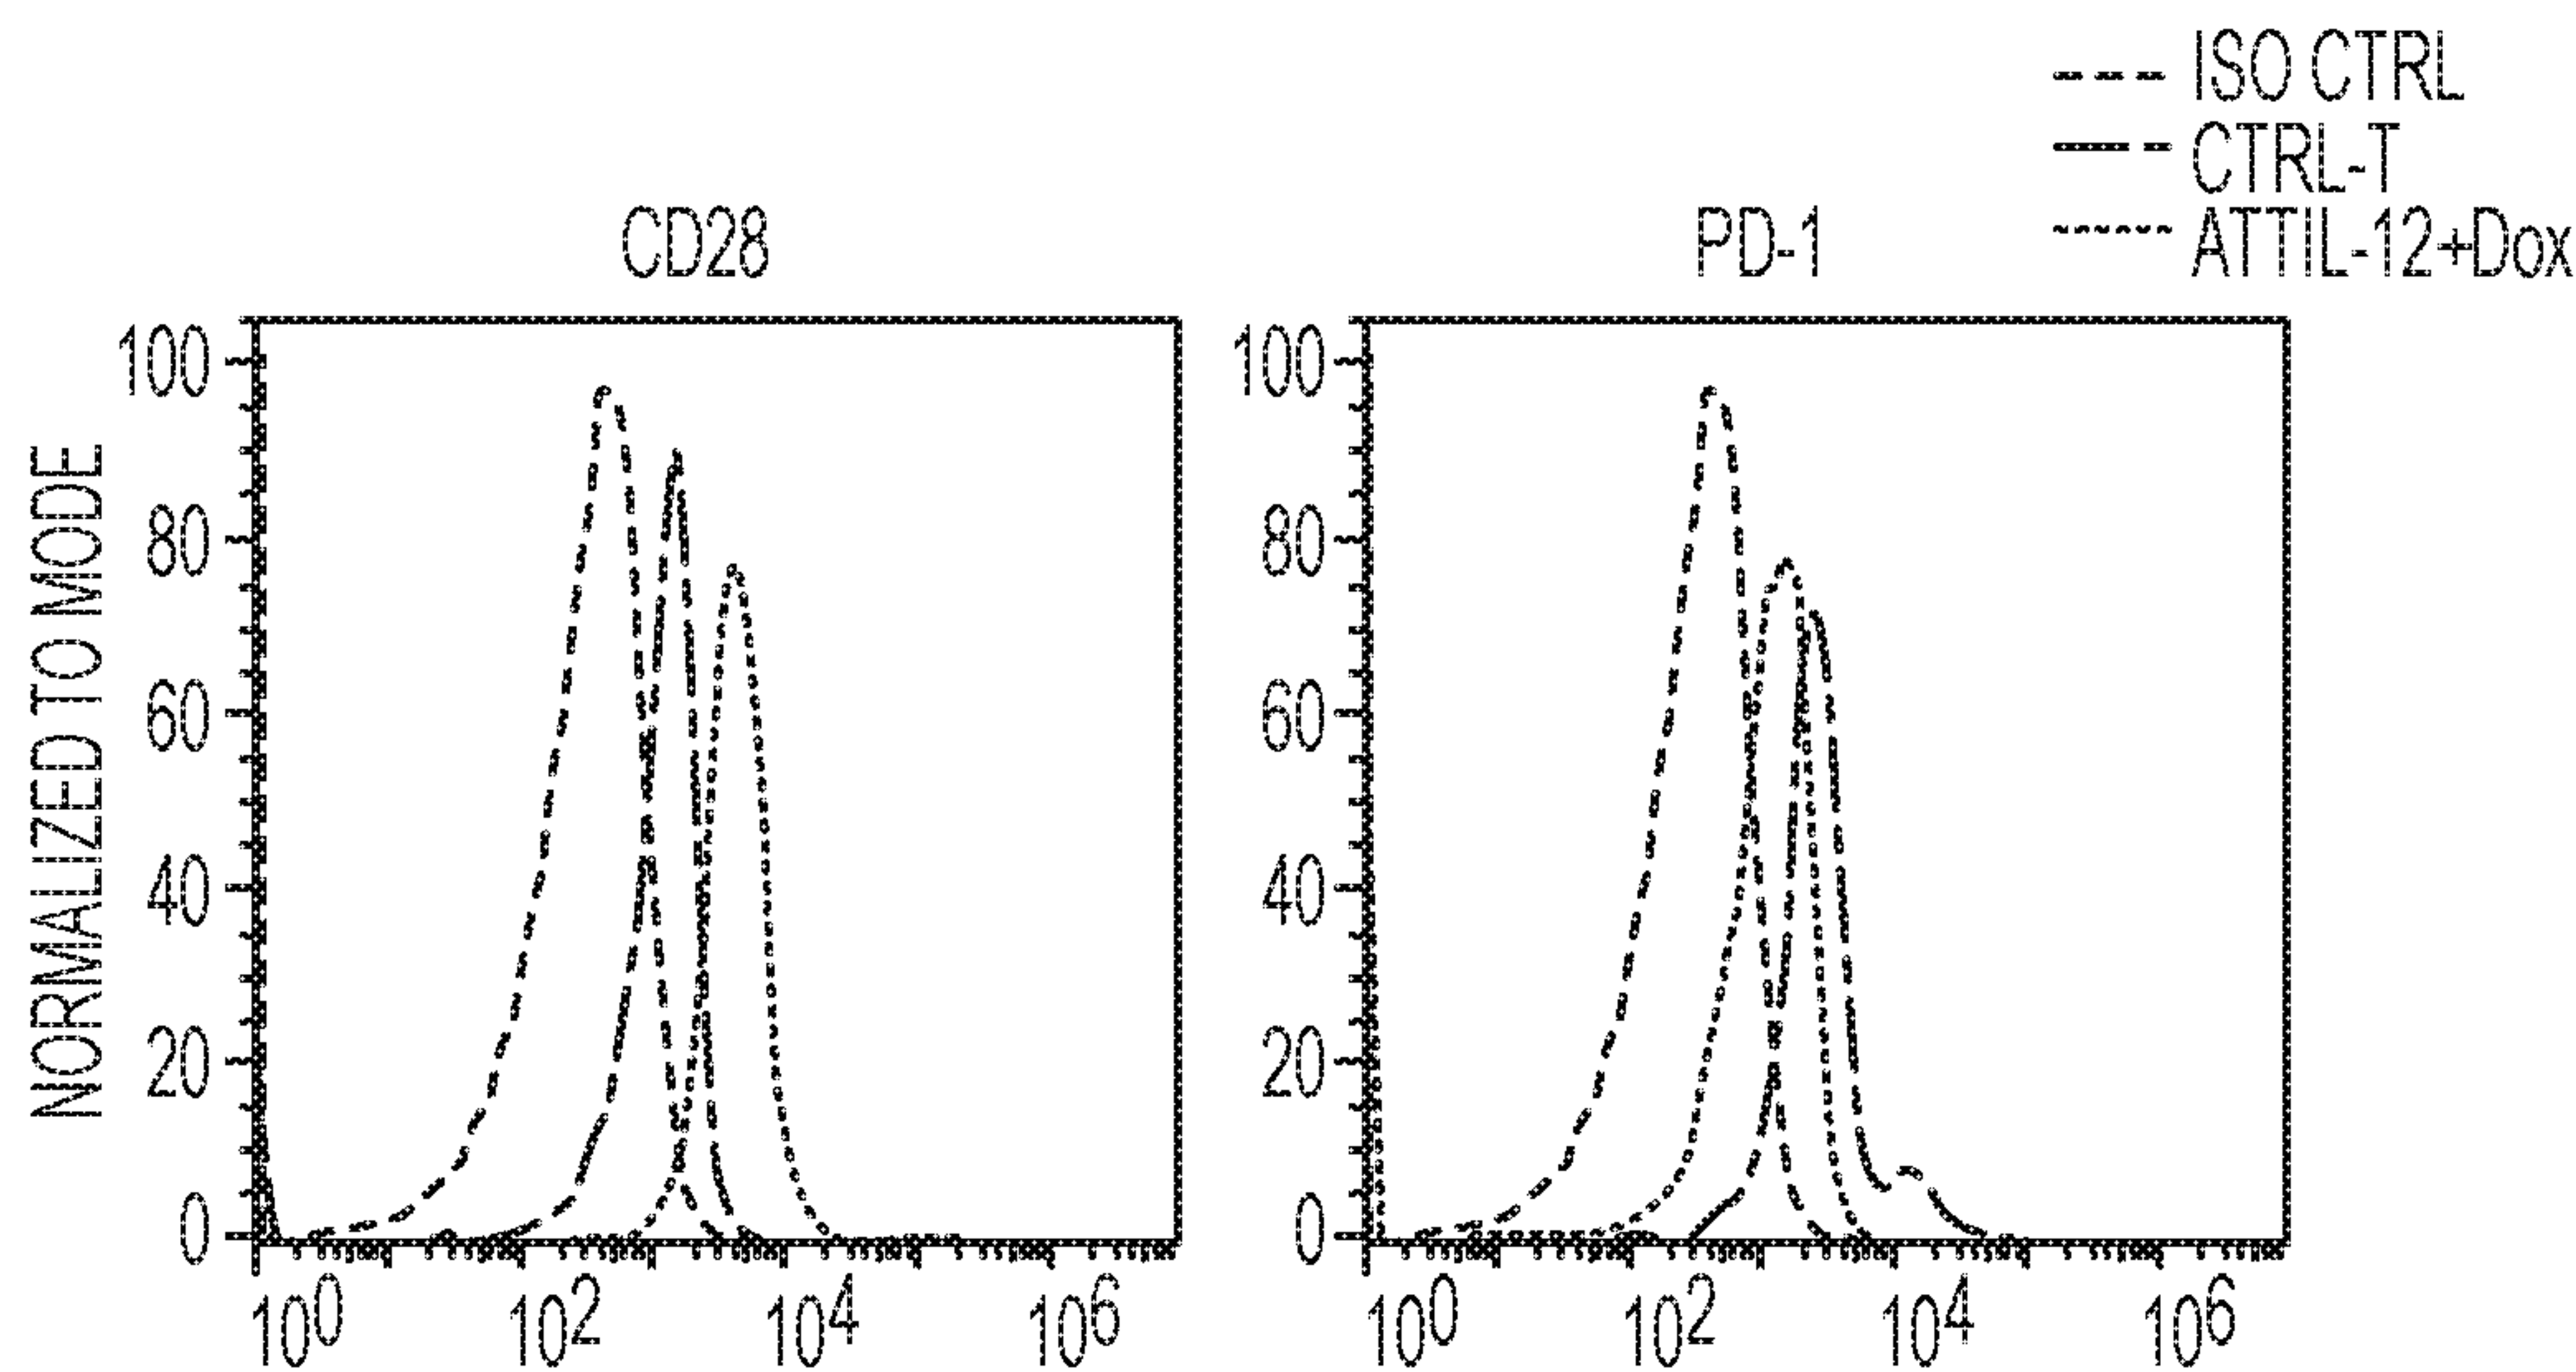 ISO CTRL
CTRL-T
ATTIL-12+Dox
CD28
PD-1
NORMALIZED TO MODE
100
80
60
40
20
0
10^0 10^2 10^4 10^6
100
80
60
40
20
0
10^0 10^2 10^4 10^6